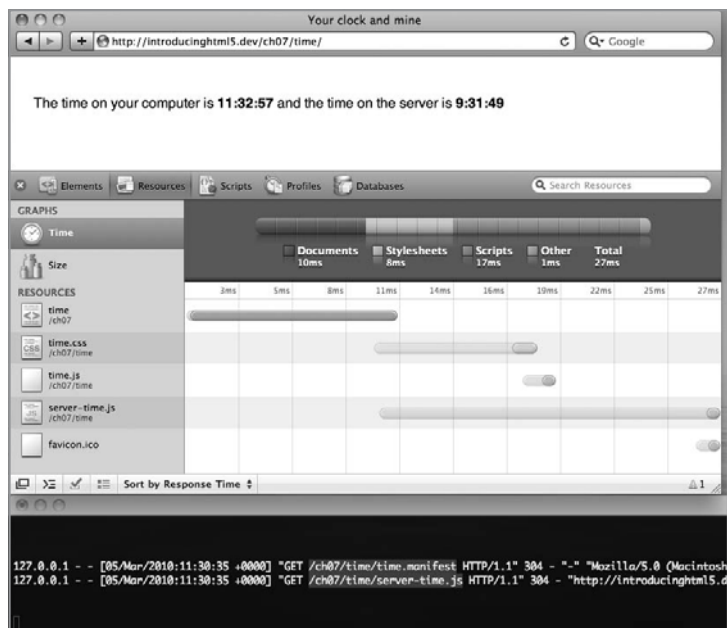 Your clock and mine
http://introducinghtml5.dev/ch07/time/
Google
The time on your computer is 11:32:57 and the time on the server is 9:31:49
Elements
Resources
Scripts
Profiles
Databases
Search Resources
GRAPHS
Time
Size
Documents
10ms
Stylesheets
8ms
Scripts
17ms
Other
1ms
Total
27ms
RESOURCES
3ms 5ms 8ms 11ms 14ms 16ms 19ms 22ms 25ms 27ms
time
/ch07
CSS
time.css
/ch07/time
time.js
/ch07/time
JS
server-time.js
/ch07/time
favicon.ico
Sort by Response Time
1
127.0.0.1 - - [05/Mar/2010:11:30:35 +0000] "GET /ch07/time/time.manifest HTTP/1.1" 304 - "-" "Mozilla/5.0 (Macintosh
127.0.0.1 - - [05/Mar/2010:11:30:35 +0000] "GET /ch07/time/server-time.js HTTP/1.1" 304 - "http://introducinghtml5.d